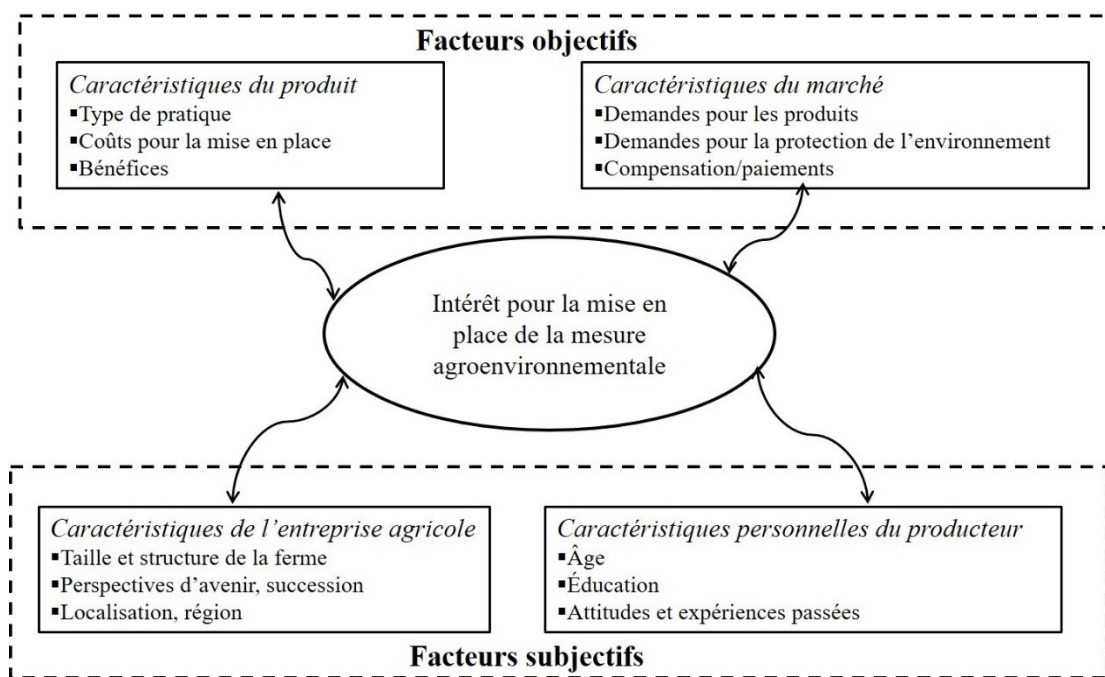 Facteurs objectifs
Caractéristiques du produit
▪Type de pratique
▪Coûts pour la mise en place
▪Bénéfices
Caractéristiques du marché
▪Demandes pour les produits
▪Demandes pour la protection de l’environnement
▪Compensation/paiements
Intérêt pour la mise en
place de la mesure
agroenvironnementale
Caractéristiques de l’entreprise agricole
▪Taille et structure de la ferme
▪Perspectives d’avenir, succession
▪Localisation, région
Caractéristiques personnelles du producteur
▪Âge
▪Éducation
▪Attitudes et expériences passées
Facteurs subjectifs